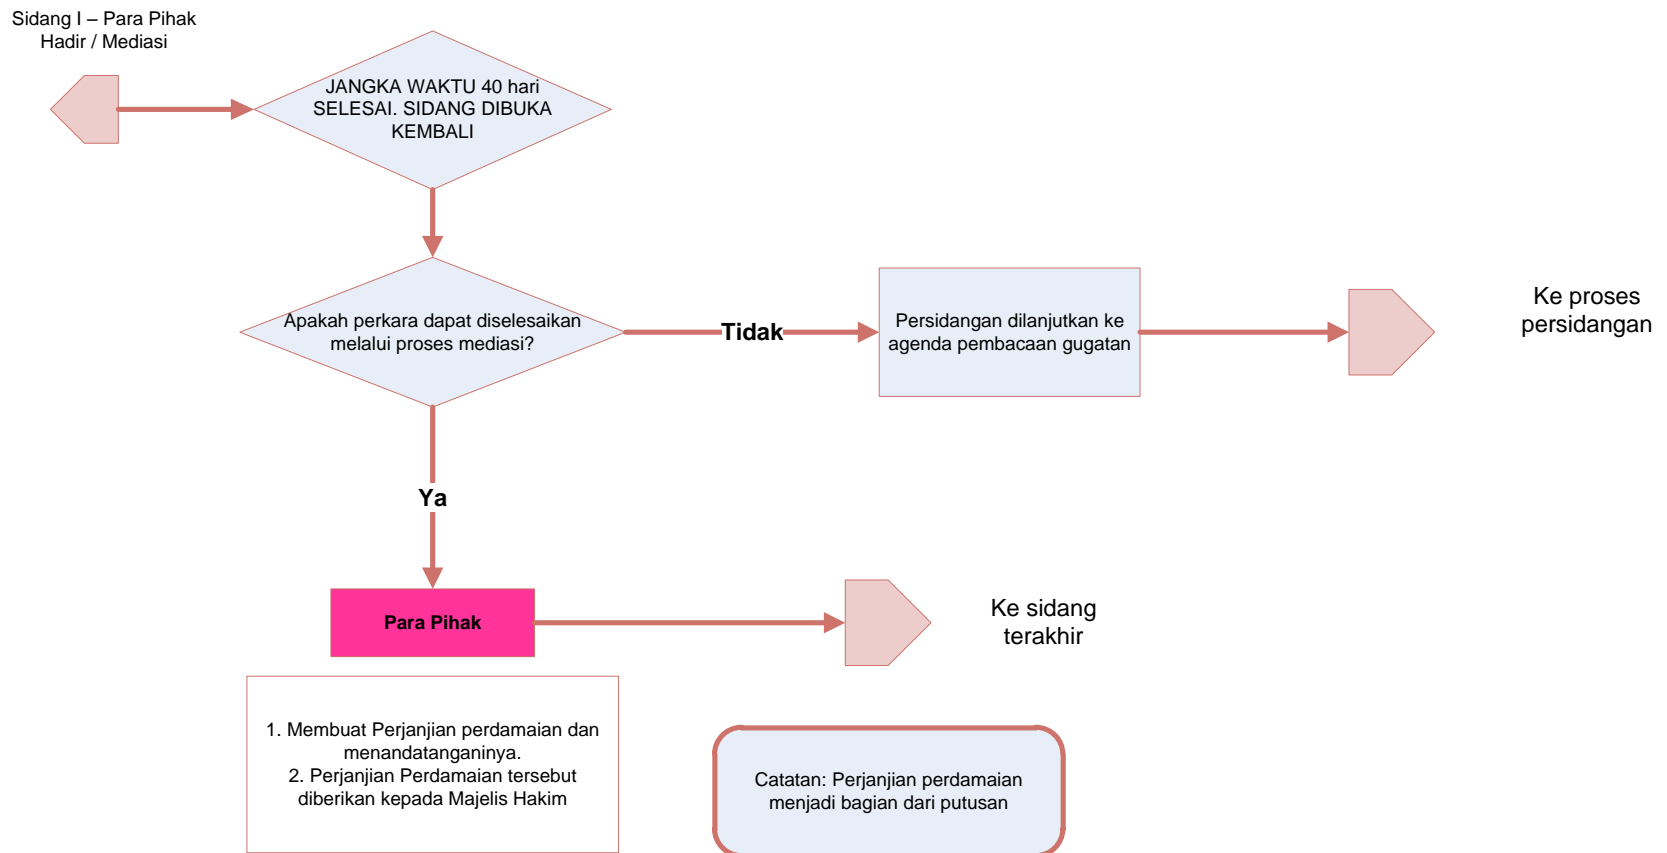 Sidang I – Para Pihak
Hadir / Mediasi
JANGKA WAKTU 40 hari
SELESAI. SIDANG DIBUKA
KEMBALI
Apakah perkara dapat diselesaikan
melalui proses mediasi?
Tidak
Persidangan dilanjutkan ke
agenda pembacaan gugatan
Ke proses
persidangan
Ya
Para Pihak
Ke sidang
terakhir
1. Membuat Perjanjian perdamaian dan
menandatanganinya.
2. Perjanjian Perdamaian tersebut
diberikan kepada Majelis Hakim
Catatan: Perjanjian perdamaian
menjadi bagian dari putusan